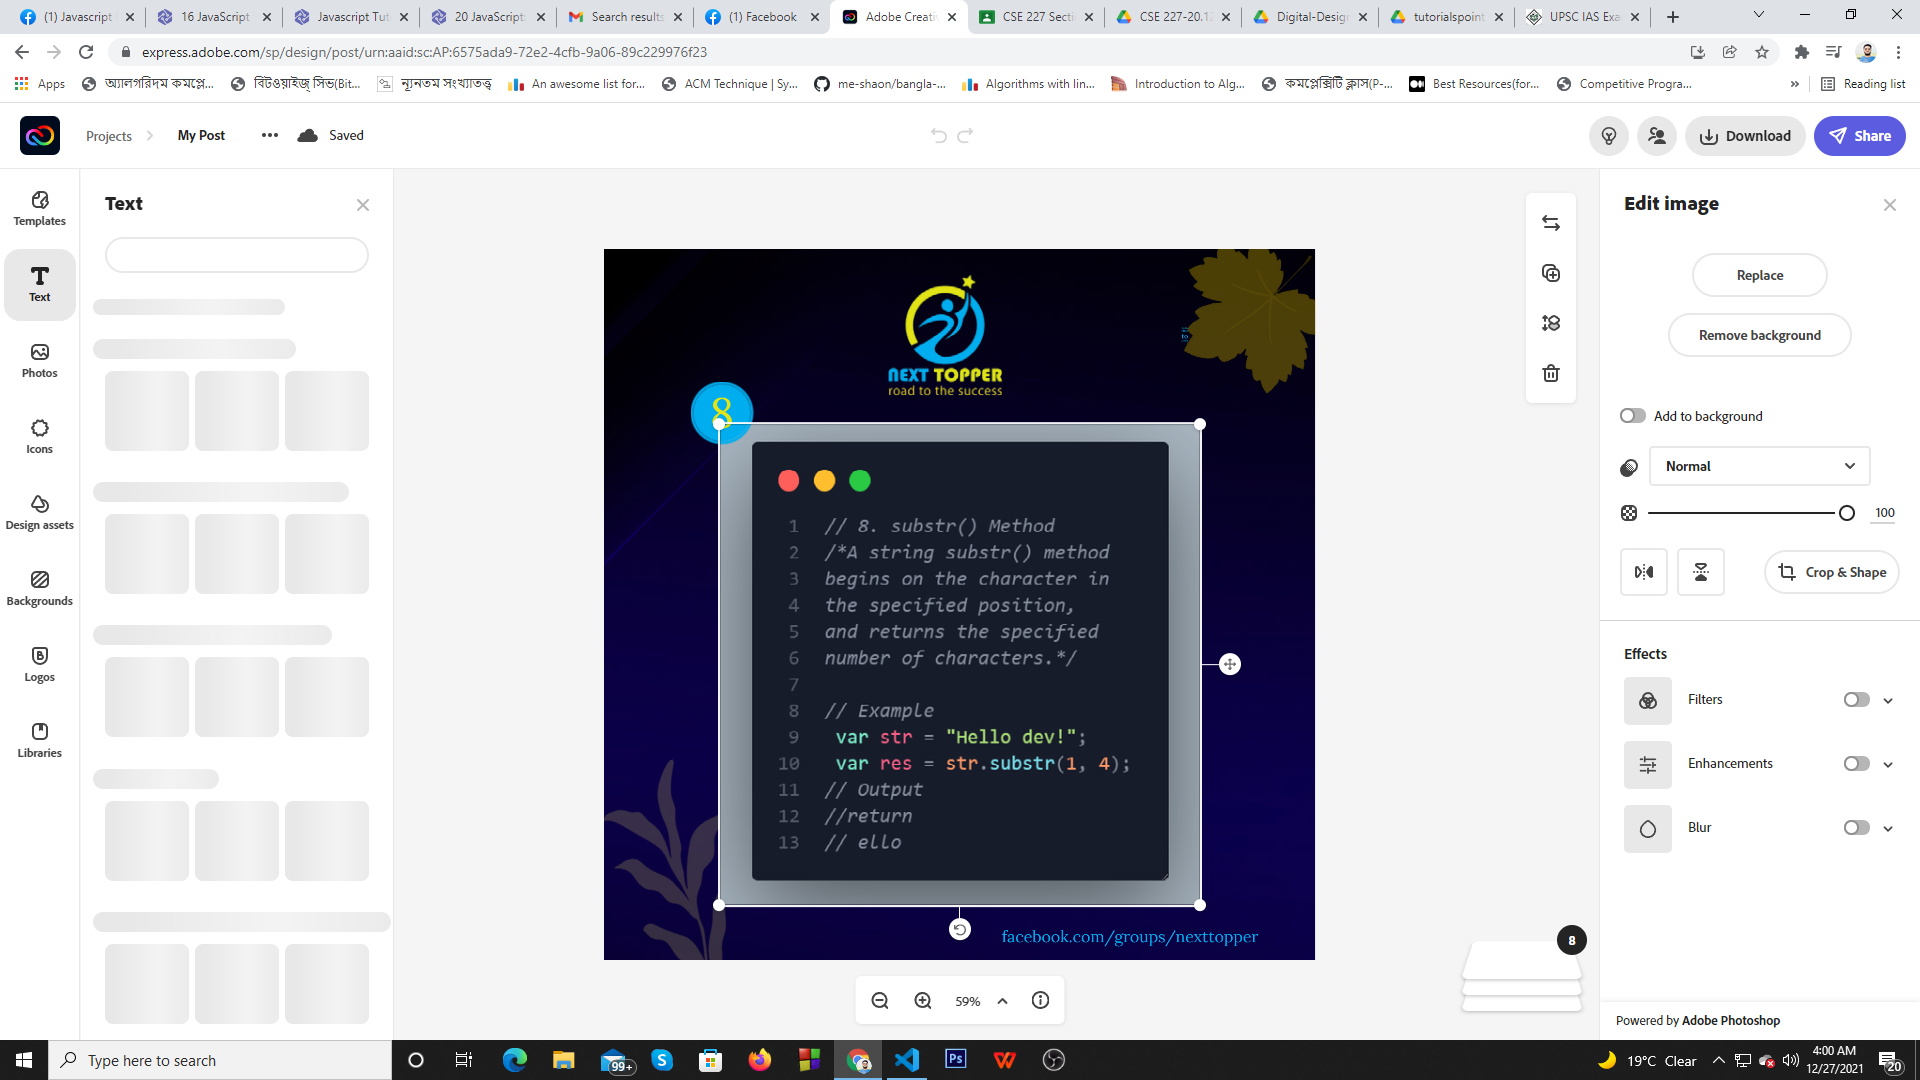 (1) Javascript
16 JavaScript
Javascript Tut
20 JavaScript
Search results
(1) Facebook
Adobe Creati
CSE 227 Secti
CSE 227-20.12
Digital-Design
tutorialspoint
UPSC IAS Exa
express.adobe.com/sp/design/post/urn:aaid:sc:AP:6575ada9-72e2-4cfb-9a06-89c229976f23
Apps
অ্যালগরিদম কমপ্লে...
বিটওয়াইজ্ সিভ(Bit...
ন্যূনতম সংখ্যাতত্ত্ব
An awesome list for...
ACM Technique | Sy...
me-shaon/bangla-...
Algorithms with lin...
Introduction to Alg...
কমপ্লেক্সিটি ক্লাস(P-...
Best Resources(for...
Competitive Progra...
»
Reading list
Projects
My Post
Saved
Download
Share
Templates
Text
Photos
Icons
Design assets
Backgrounds
Logos
Libraries
Text
NEXT TOPPER
road to the success
8
1 // 8. substr() Method
2 /*A string substr() method
3 begins on the character in
4 the specified position,
5 and returns the specified
6 number of characters.*/
7
8 // Example
9 var str = "Hello dev!";
10 var res = str.substr(1, 4);
11 // Output
12 //return
13 // ello
facebook.com/groups/nexttopper
59%
8
Edit image
Replace
Remove background
Add to background
Normal
100
Crop & Shape
Effects
Filters
Enhancements
Blur
Powered by Adobe Photoshop
Type here to search
99+
Ps
19°C Clear
4:00 AM
12/27/2021
20